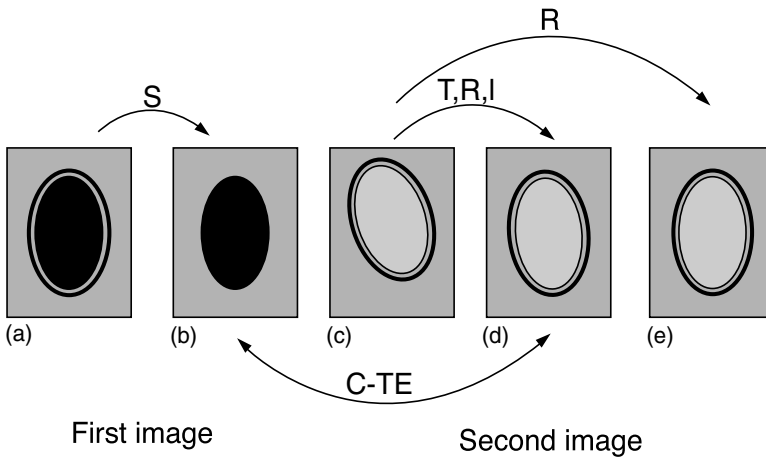 R
S
T,R,I
(a)
(b)
(c)
(d)
(e)
C-TE
First image
Second image